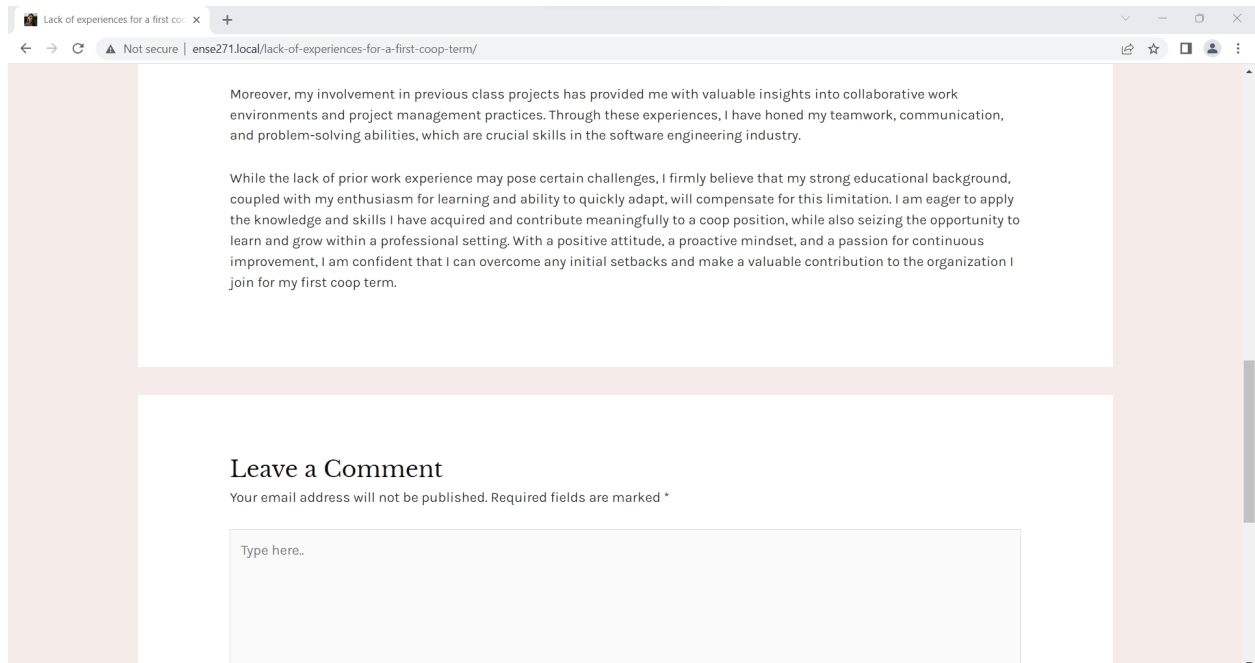 Lack of experiences for a first coo
Not secure | ense271.local/lack-of-experiences-for-a-first-coop-term/
Moreover, my involvement in previous class projects has provided me with valuable insights into collaborative work
environments and project management practices. Through these experiences, I have honed my teamwork, communication,
and problem-solving abilities, which are crucial skills in the software engineering industry.
While the lack of prior work experience may pose certain challenges, I firmly believe that my strong educational background,
coupled with my enthusiasm for learning and ability to quickly adapt, will compensate for this limitation. I am eager to apply
the knowledge and skills I have acquired and contribute meaningfully to a coop position, while also seizing the opportunity to
learn and grow within a professional setting. With a positive attitude, a proactive mindset, and a passion for continuous
improvement, I am confident that I can overcome any initial setbacks and make a valuable contribution to the organization I
join for my first coop term.
Leave a Comment
Your email address will not be published. Required fields are marked *
Type here..